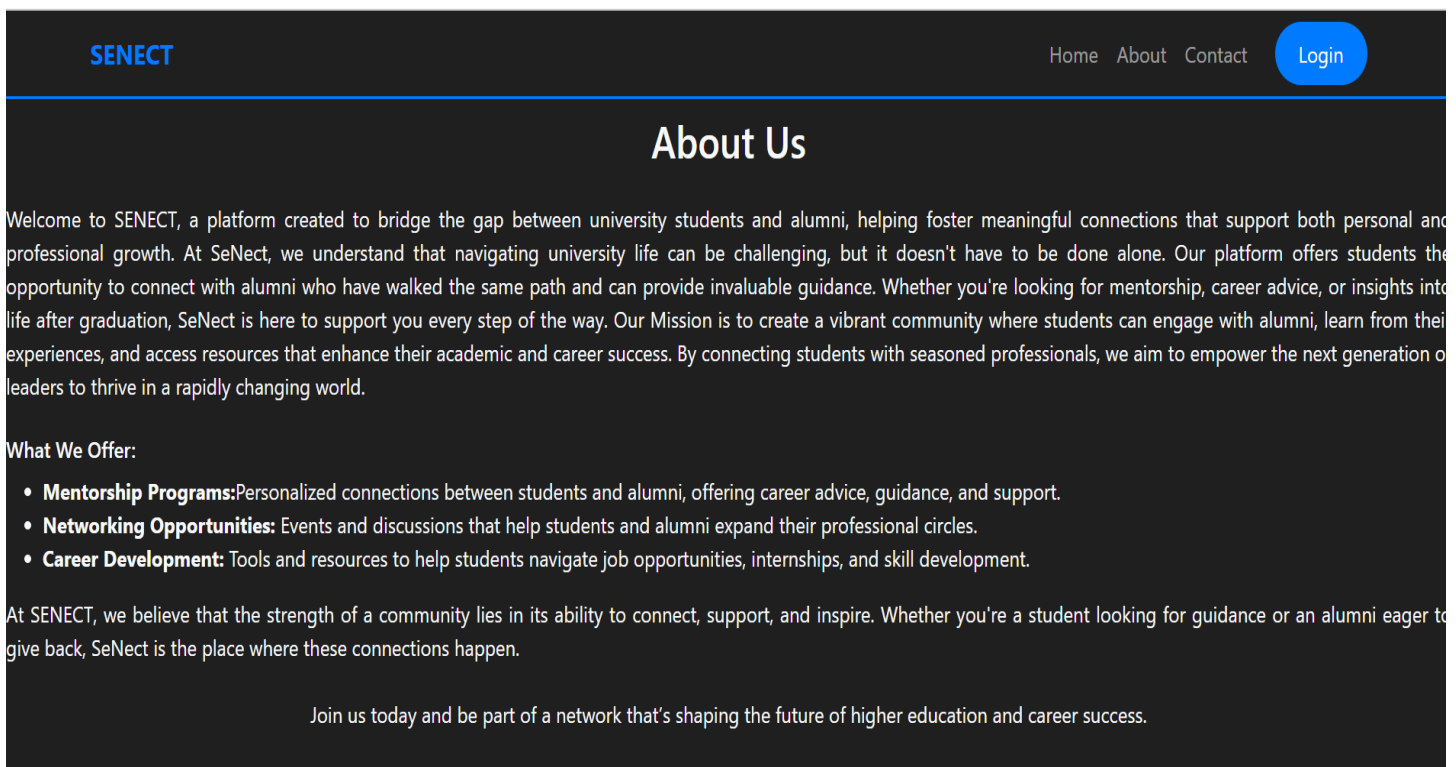 SENECT
Home About Contact Login
About Us
Welcome to SENECT, a platform created to bridge the gap between university students and alumni, helping foster meaningful connections that support both personal and
professional growth. At SeNect, we understand that navigating university life can be challenging, but it doesn't have to be done alone. Our platform offers students the
opportunity to connect with alumni who have walked the same path and can provide invaluable guidance. Whether you're looking for mentorship, career advice, or insights into
life after graduation, SeNect is here to support you every step of the way. Our Mission is to create a vibrant community where students can engage with alumni, learn from their
experiences, and access resources that enhance their academic and career success. By connecting students with seasoned professionals, we aim to empower the next generation of
leaders to thrive in a rapidly changing world.
What We Offer:
• Mentorship Programs:Personalized connections between students and alumni, offering career advice, guidance, and support.
• Networking Opportunities: Events and discussions that help students and alumni expand their professional circles.
• Career Development: Tools and resources to help students navigate job opportunities, internships, and skill development.
At SENECT, we believe that the strength of a community lies in its ability to connect, support, and inspire. Whether you're a student looking for guidance or an alumni eager to
give back, SeNect is the place where these connections happen.
Join us today and be part of a network that’s shaping the future of higher education and career success.